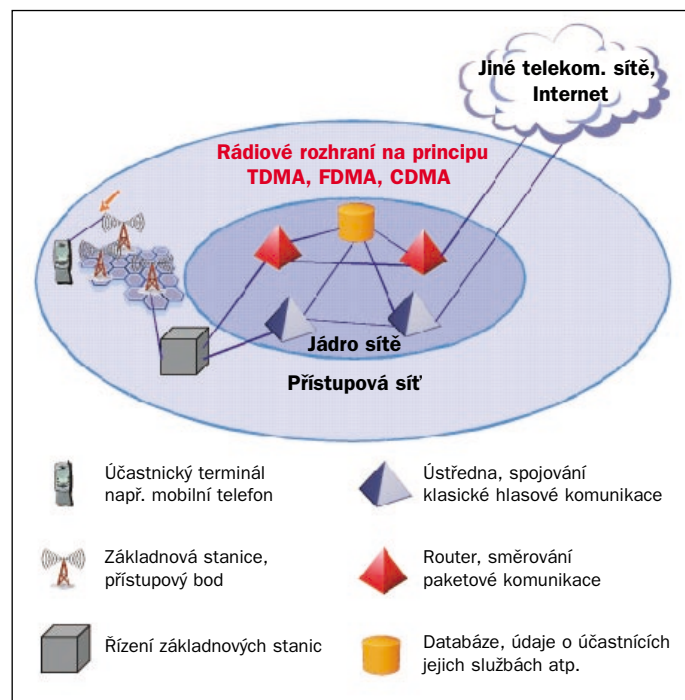 Jiné telekom. sítě,
Internet
Rádiové rozhraní na principu
TDMA, FDMA, CDMA
Jádro sítě
Přístupová síť
Účastnický terminál
např. mobilní telefon
Ústředna, spojování
klasické hlasové komunikace
Základnová stanice,
přístupový bod
Router, směrování
paketové komunikace
Řízení základnových stanic
Databáze, údaje o účastnících
jejich službách atp.